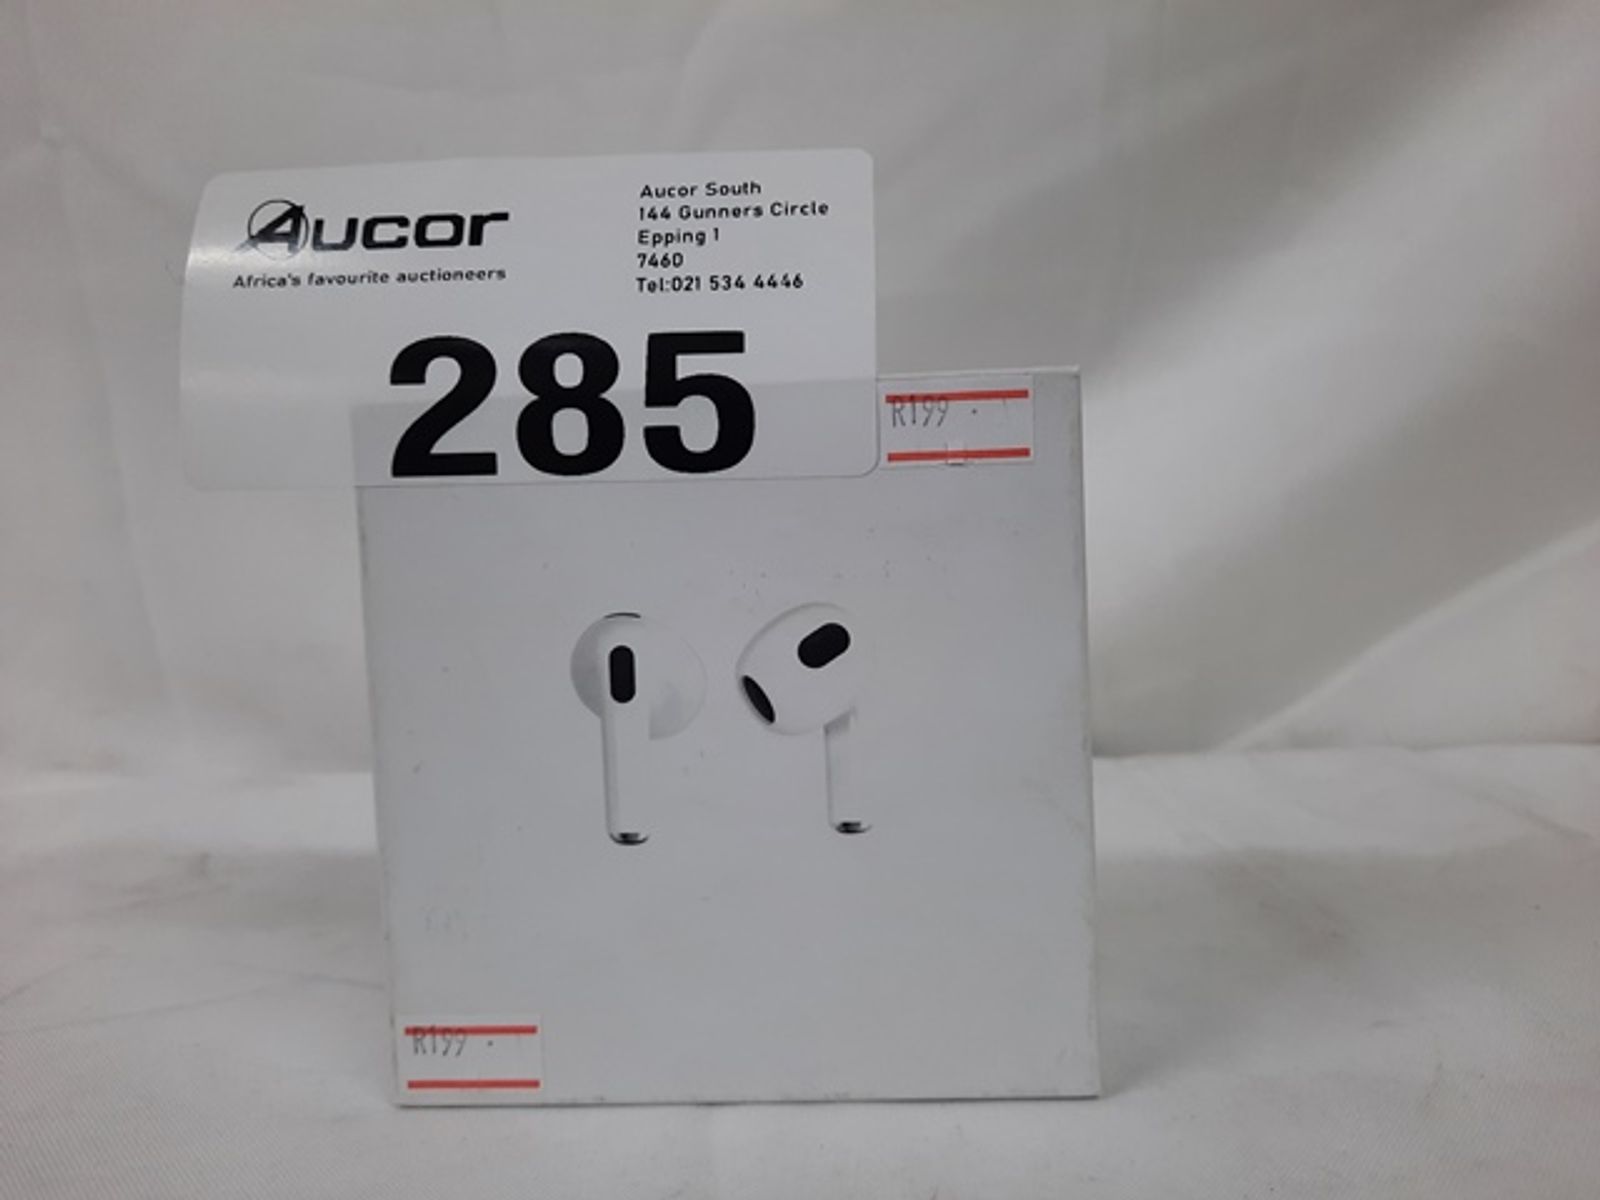 Aucor
Africa's favourite auctioneers
Aucor South
144 Gunners Circle
Epping 1
7460
Tel:021 534 4446
285
R199
R199